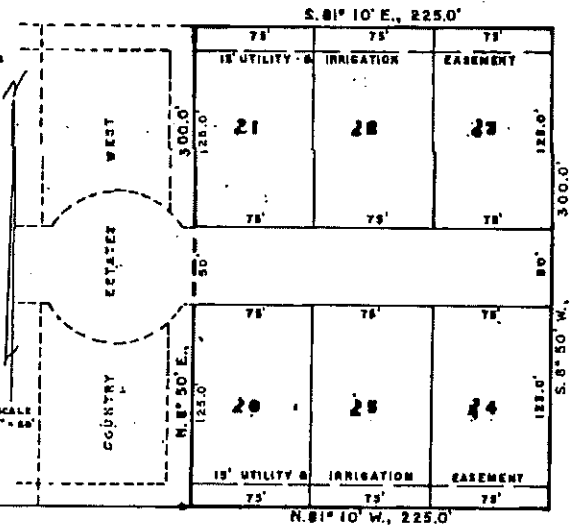 S. 81° 10' E., 225.0'
75' 75' 75'
15' UTILITY & IRRIGATION EASEMENT
WEST
300.0'
125.0'
21 22 23
125.0'
300.0'
75' 75' 75'
ESTATES
50'
50'
75' 75' 75'
S. 8° 50' W.,
COUNTRY
N. 8° 50' E.,
125.0'
20 25 24
125.0'
SCALE
15' UTILITY & IRRIGATION EASEMENT
75' 75' 75'
N. 81° 10' W., 225.0'